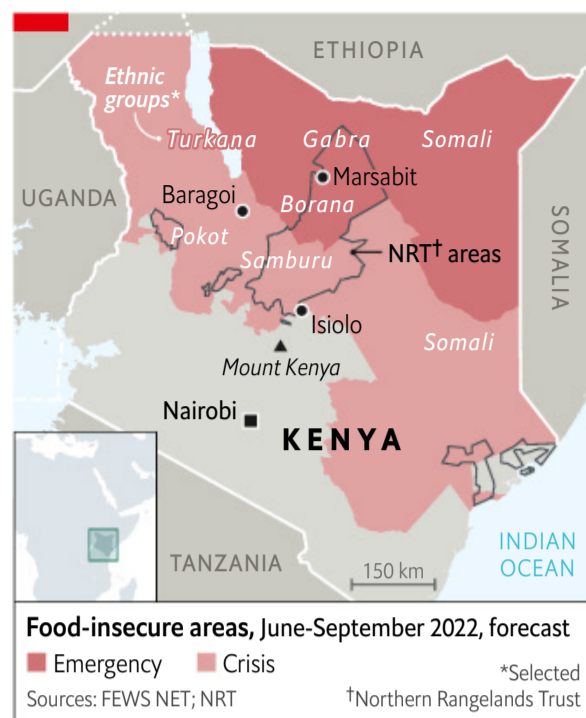 ETHIOPIA
Ethnic
groups*
Turkana
Gabra
Somali
UGANDA
Marsabit
Baragoi
Borana
SOMALIA
Pokot
Samburu
NRT† areas
Isiolo
Somali
Mount Kenya
Nairobi
KENYA
INDIAN
OCEAN
TANZANIA
150 km
Food-insecure areas, June-September 2022, forecast
Emergency
Crisis
*Selected
Sources: FEWS NET; NRT
†Northern Rangelands Trust